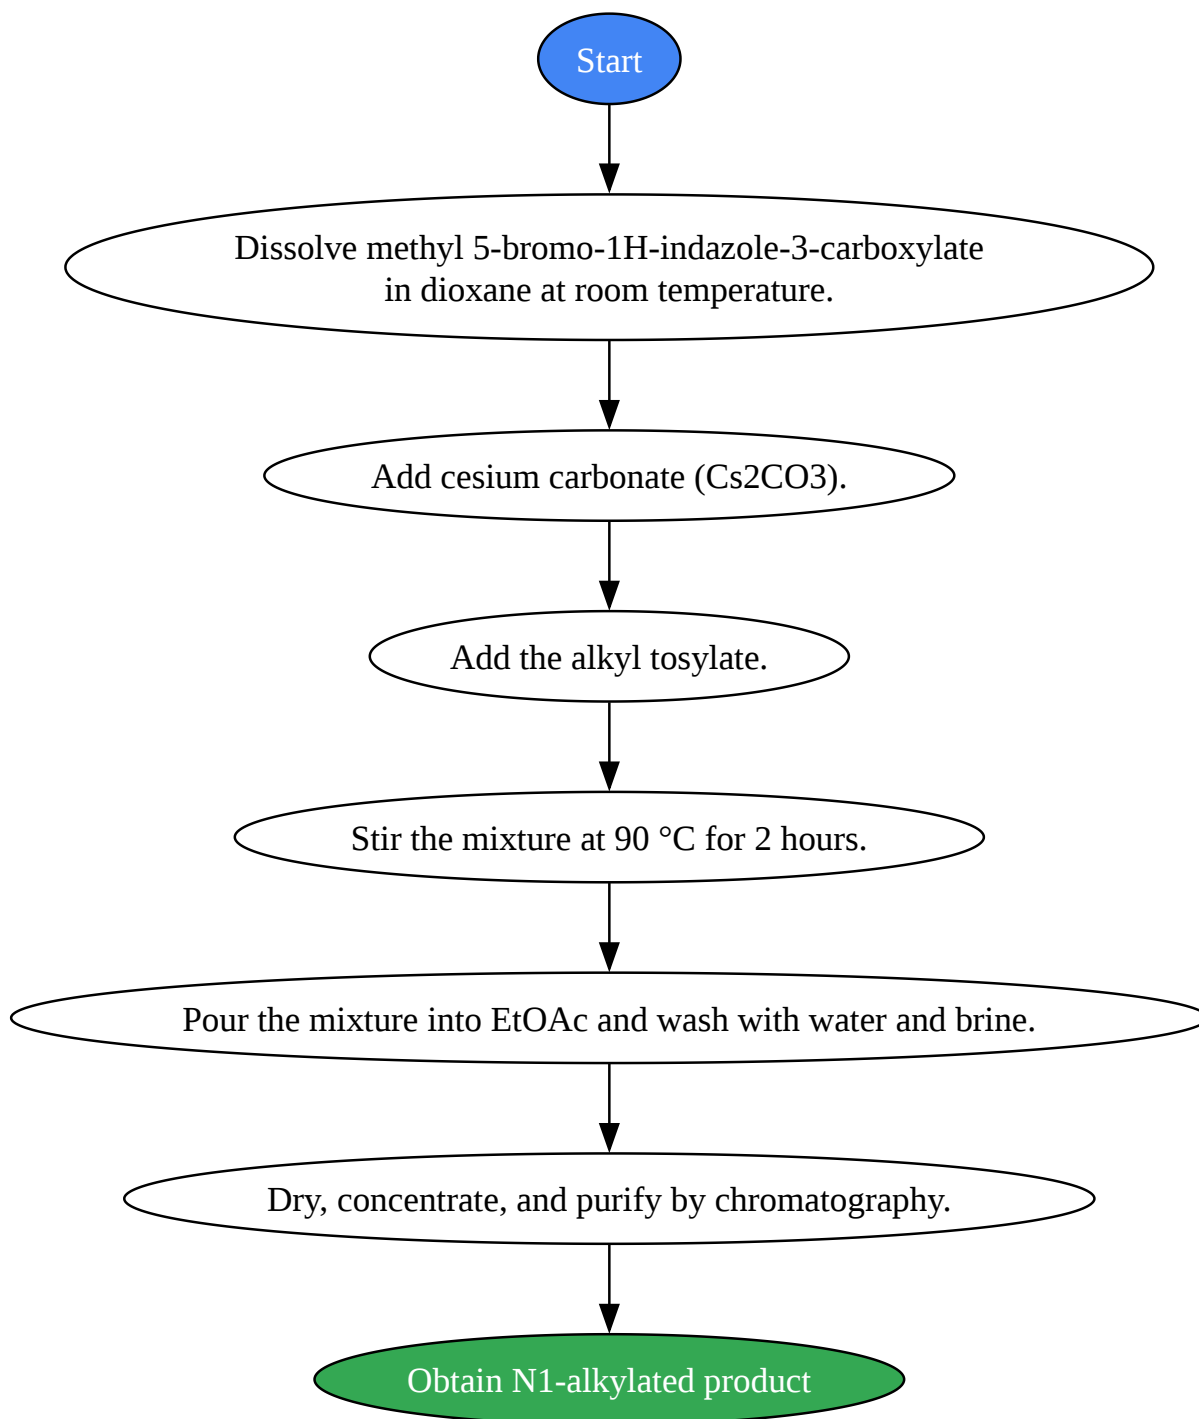 Start
Dissolve methyl 5-bromo-1H-indazole-3-carboxylate
in dioxane at room temperature.
Add cesium carbonate (Cs2CO3).
Add the alkyl tosylate.
Stir the mixture at 90 °C for 2 hours.
Pour the mixture into EtOAc and wash with water and brine.
Dry, concentrate, and purify by chromatography.
Obtain N1-alkylated product